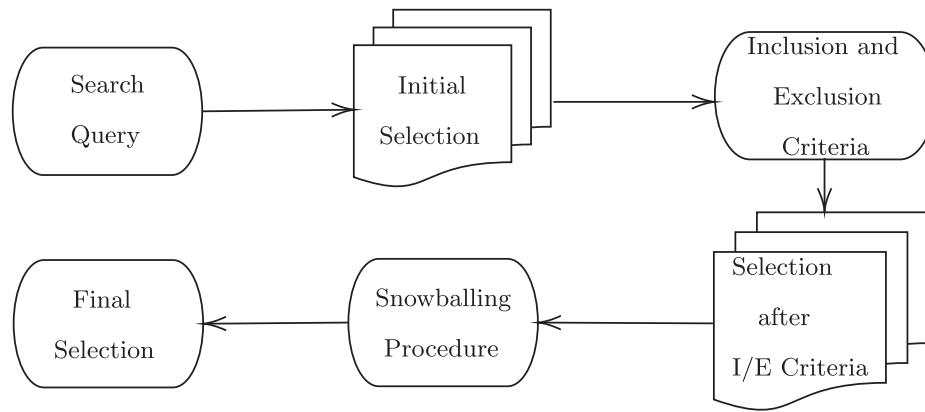 Search
Query
Initial
Selection
Inclusion and
Exclusion
Criteria
Selection
after
I/E Criteria
Snowballing
Procedure
Final
Selection